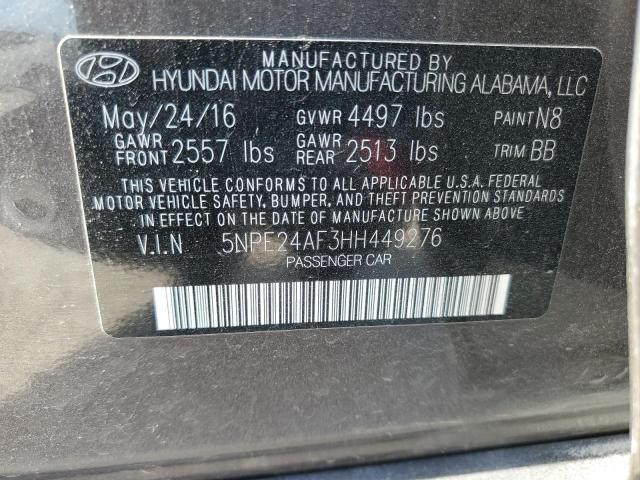 MANUFACTURED BY
HYUNDAI MOTOR MANUFACTURING ALABAMA, LLC
May/24/16 GVWR 4497 lbs PAINT N8
GAWR FRONT 2557 lbs GAWR REAR 2513 lbs TRIM BB
THIS VEHICLE CONFORMS TO ALL APPLICABLE U.S.A. FEDERAL
MOTOR VEHICLE SAFETY, BUMPER, AND THEFT PREVENTION STANDARDS
IN EFFECT ON THE DATE OF MANUFACTURE SHOWN ABOVE.
V.I.N 5NPE24AF3HH449276
PASSENGER CAR